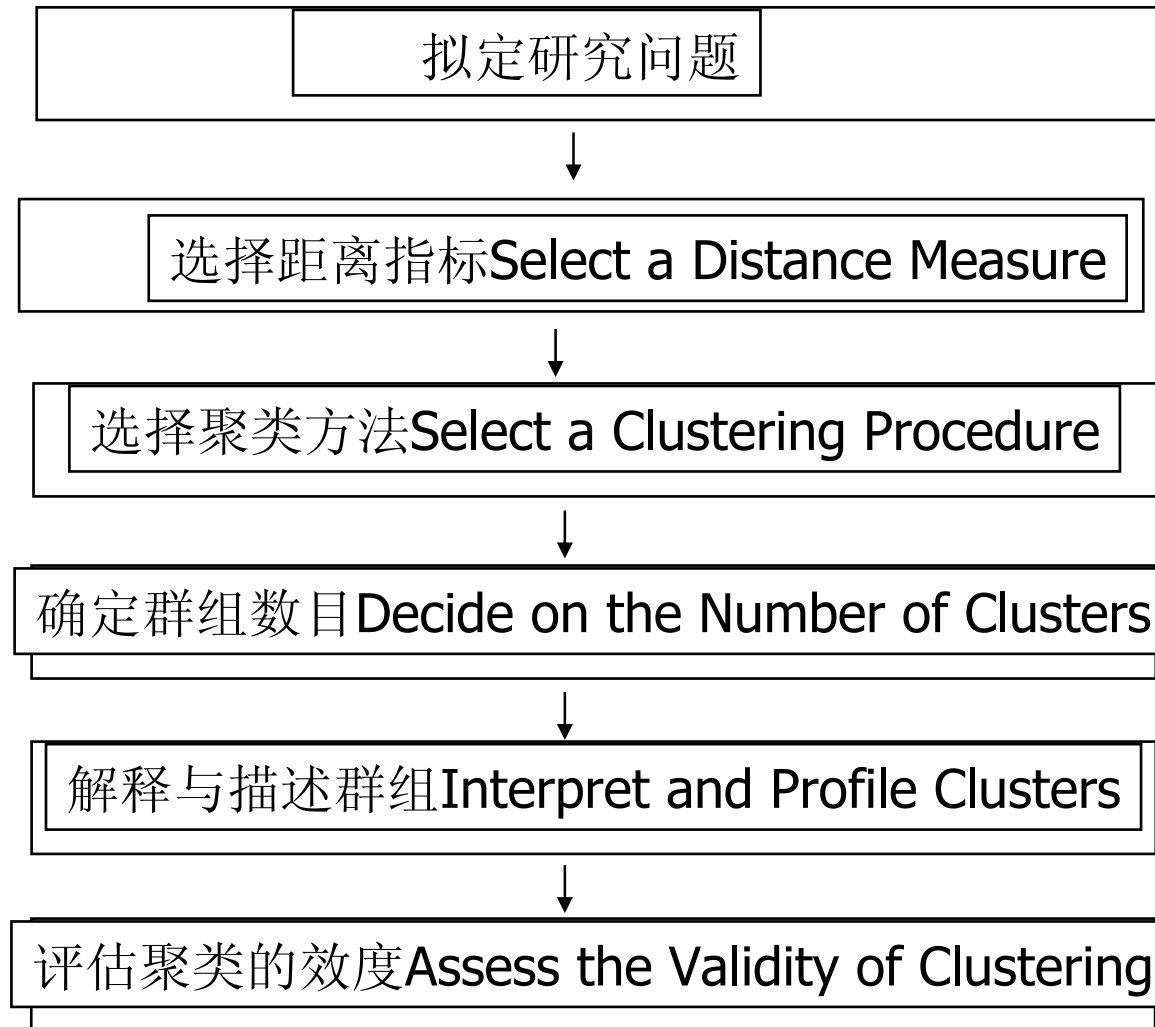 拟定研究问题
选择距离指标Select a Distance Measure
选择聚类方法Select a Clustering Procedure
确定群组数目Decide on the Number of Clusters
解释与描述群组Interpret and Profile Clusters
评估聚类的效度Assess the Validity of Clustering